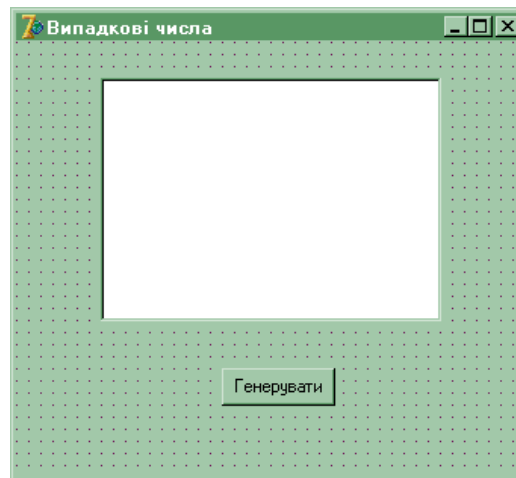 Випадкові числа
Генерувати